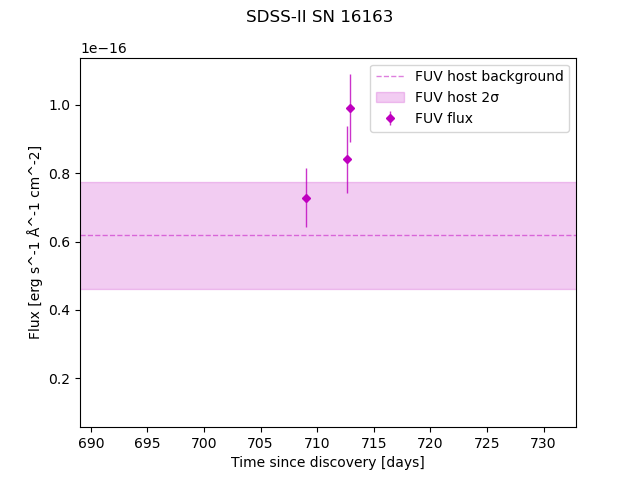 SDSS-II SN 16163
1e−16
FUV host background
FUV host 2σ
FUV flux
1.0
0.8
0.6
0.4
0.2
Flux [erg s^-1 Å^-1 cm^-2]
690 695 700 705 710 715 720 725 730
Time since discovery [days]